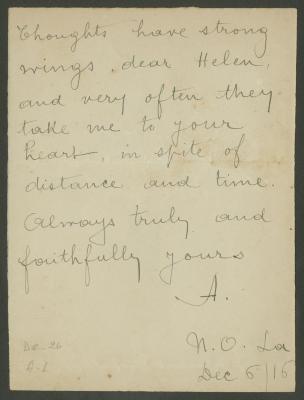 Thoughts have strong
wings, dear Helen,
and very often they
take me to your
heart, in spite of
distance and time.
Always truly and
faithfully yours
A.
N. O. La
Dec 6/16